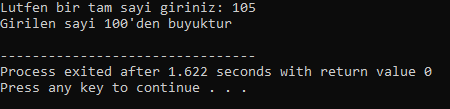 Lutfen bir tam sayi giriniz: 105
Girilen sayi 100'den buyuktur
--------------------------------
Process exited after 1.622 seconds with return value 0
Press any key to continue . . .